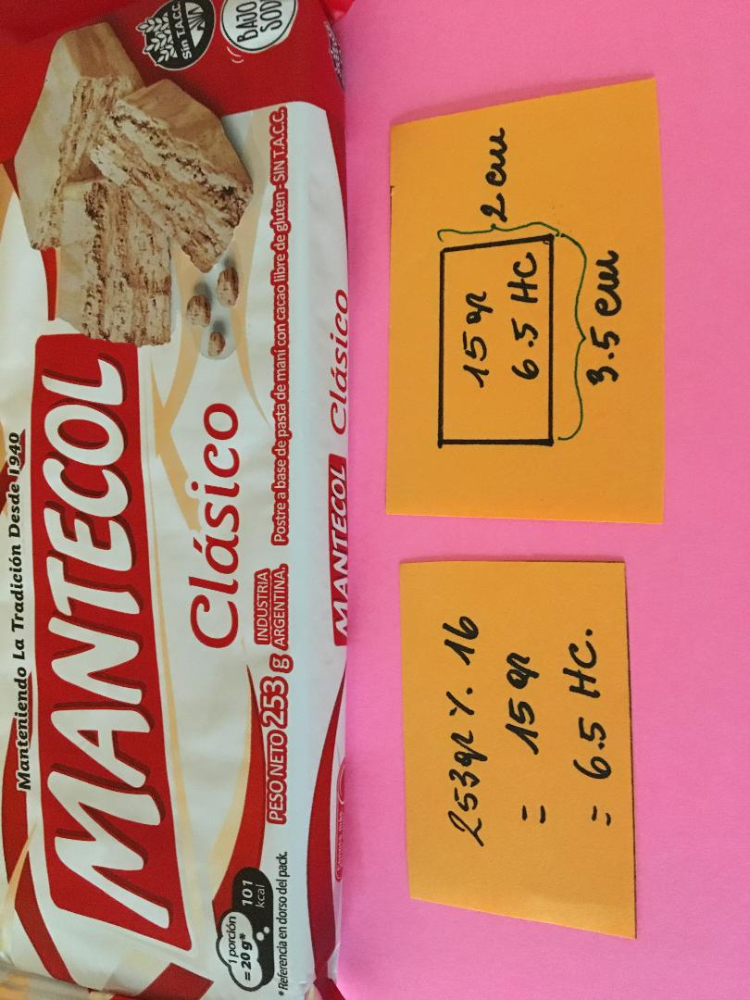 Manteniendo La Tradición Desde 1940
MANTECOL
Clásico
Sin T.A.C.C.
BAJO
1 porción
= 20 g*
101
kcal
PESO NETO 253 g
INDUSTRIA
ARGENTINA.
Postre a base de pasta de maní con cacao libre de gluten - SIN T.A.C.C.
*Referencia en dorso del pack.
MANTECOL Clásico
253 gr %. 16
= 15 gr
= 6.5 HC.
15 gr
6.5 HC
2 cm
3.5 cm